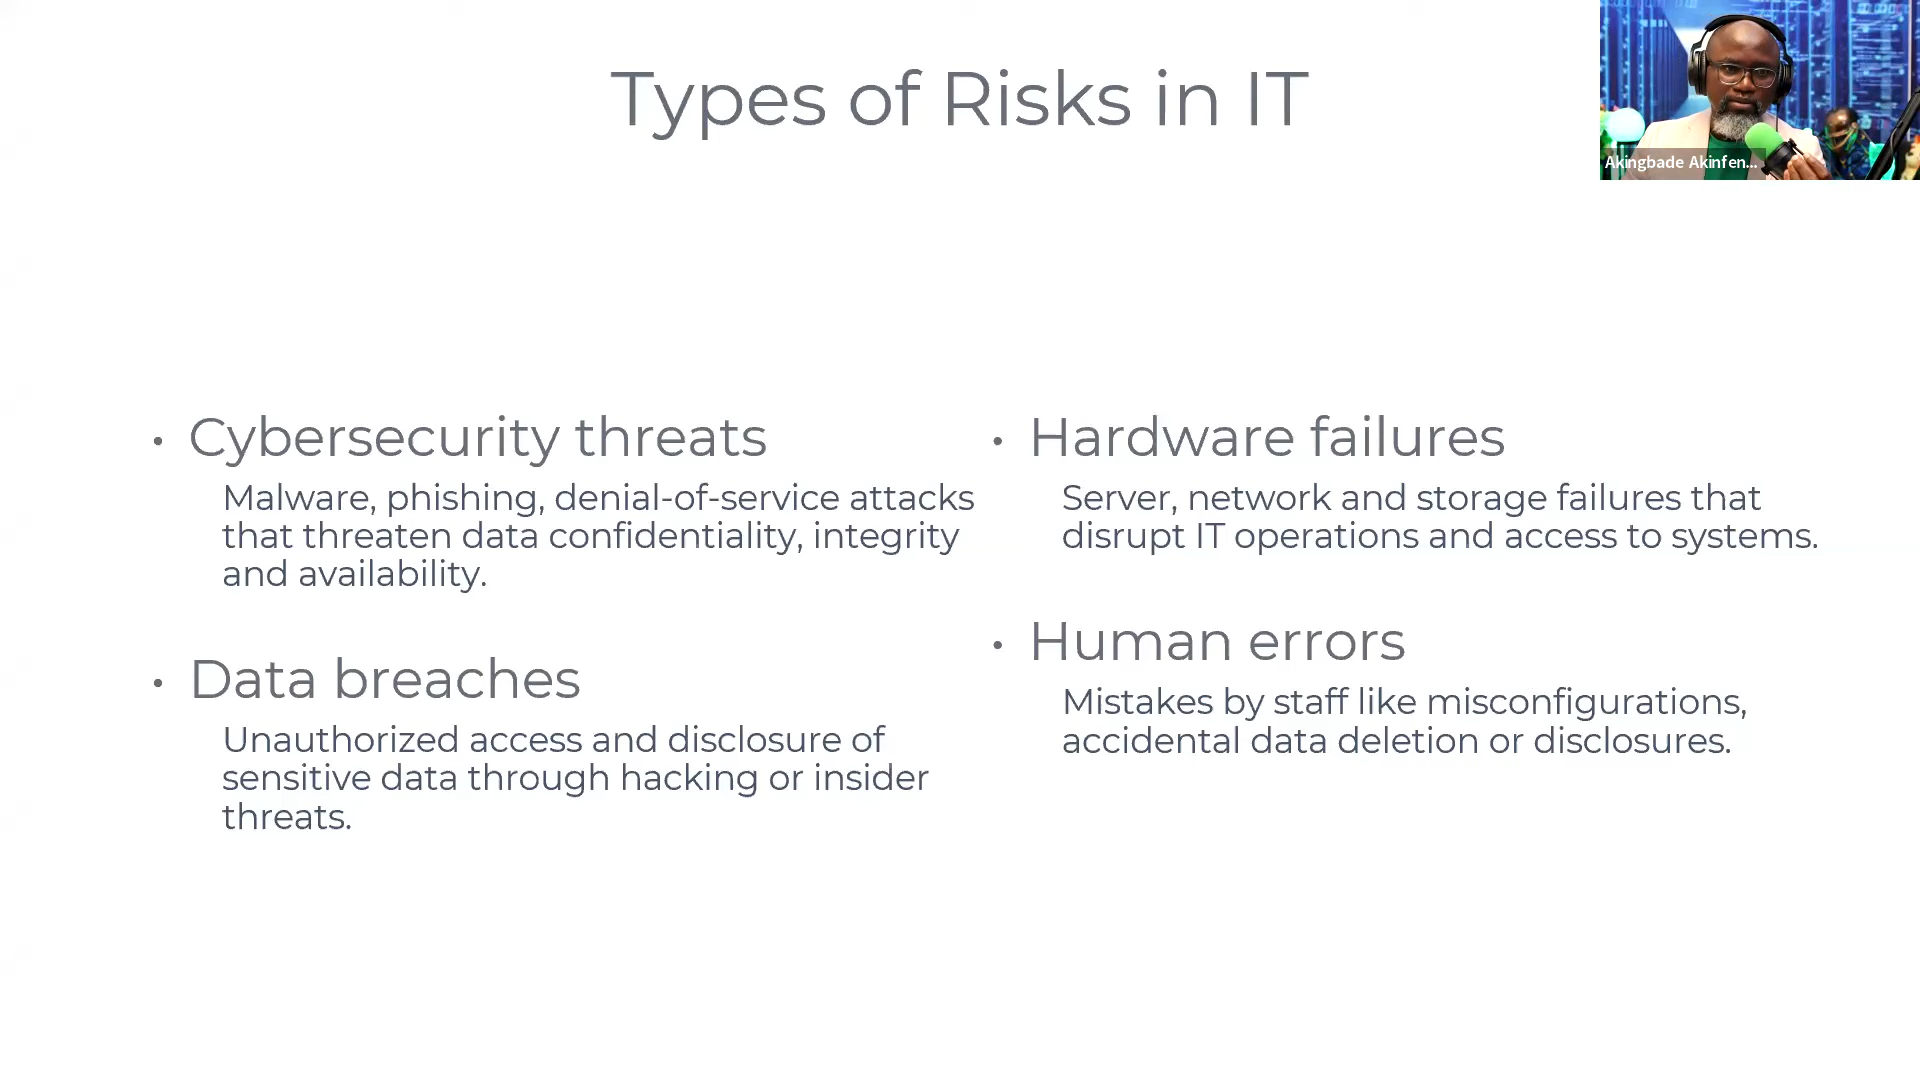 Types of Risks in IT
Akingbade Akinfen...
• Cybersecurity threats
Malware, phishing, denial-of-service attacks
that threaten data confidentiality, integrity
and availability.
• Data breaches
Unauthorized access and disclosure of
sensitive data through hacking or insider
threats.
• Hardware failures
Server, network and storage failures that
disrupt IT operations and access to systems.
• Human errors
Mistakes by staff like misconfigurations,
accidental data deletion or disclosures.